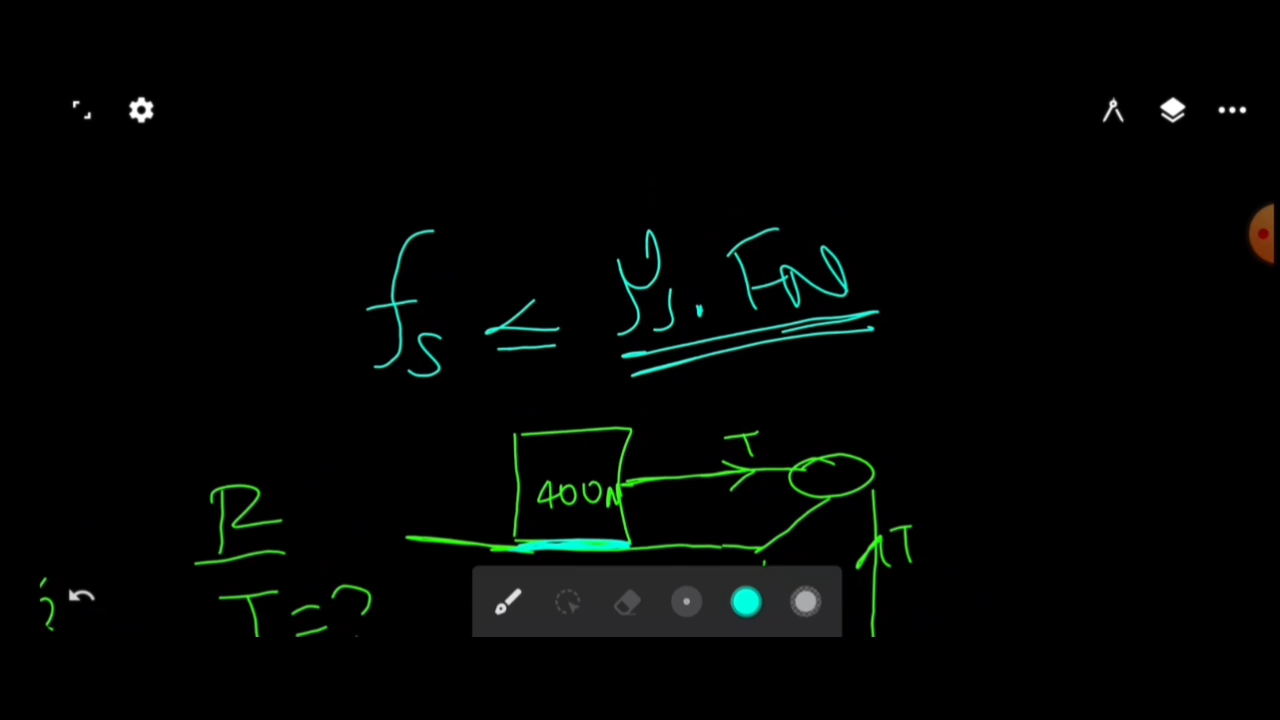 fs ≤ μs. FN
T
400N
R
T
T = ?